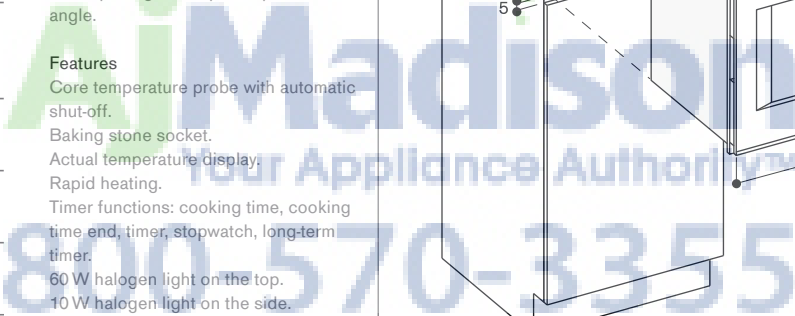 angle.
Features
Core temperature probe with automatic
shut-off.
Baking stone socket.
Actual temperature display.
Rapid heating.
Timer functions: cooking time, cooking
time end, timer, stopwatch, long-term
timer.
60 W halogen light on the top.
10 W halogen light on the side.
5
AjMadison
Your Appliance Authority™
800-570-3355